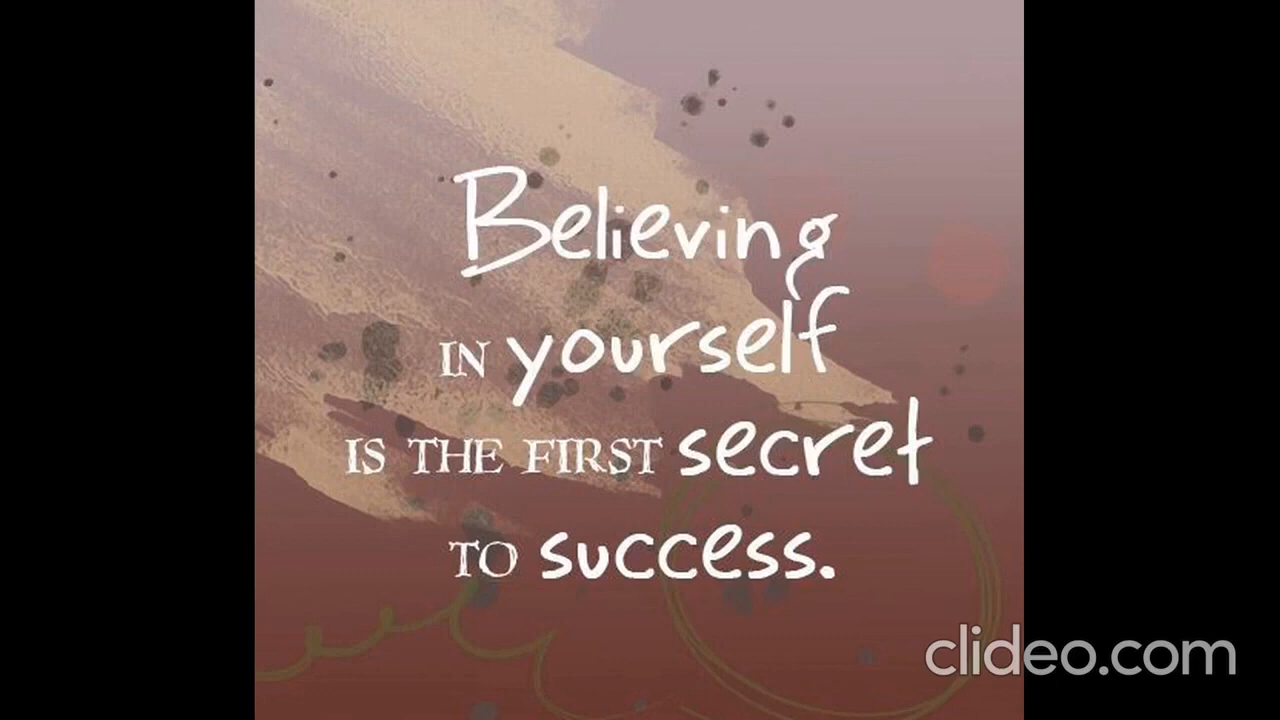 Believing
IN yourself
IS THE FIRST secret
TO success.
clideo.com